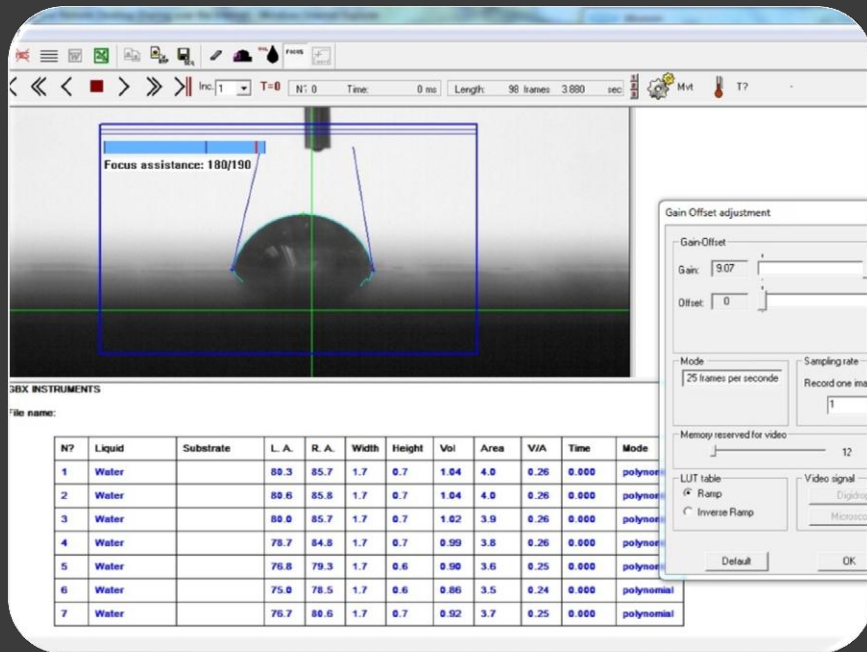 FOCUS
Inc. 1 T=0 N: 0 Time: 0 ms Length: 98 frames 3.880 sec Mvt T?
Focus assistance: 180/190
Gain Offset adjustment
Gain-Offset
Gain: 9.07
Offset: 0
Mode
25 frames per seconde
Sampling rate
Record one ima
1
Memory reserved for video
12
LUT table
Ramp
Inverse Ramp
Video signal
Digidrop
Microsco
Default OK
GBX INSTRUMENTS
File name:
N? Liquid Substrate L. A. R. A. Width Height Vol Area V/A Time Mode
1 Water 80.3 85.7 1.7 0.7 1.04 4.0 0.26 0.000 polynom
2 Water 80.6 85.8 1.7 0.7 1.04 4.0 0.26 0.000 polynom
3 Water 80.0 85.7 1.7 0.7 1.02 3.9 0.26 0.000 polynom
4 Water 78.7 84.8 1.7 0.7 0.99 3.8 0.26 0.000 polynom
5 Water 76.8 79.3 1.7 0.6 0.90 3.6 0.25 0.000 polynom
6 Water 75.0 78.5 1.7 0.6 0.86 3.5 0.24 0.000 polynomial
7 Water 76.7 80.6 1.7 0.7 0.92 3.7 0.25 0.000 polynomial